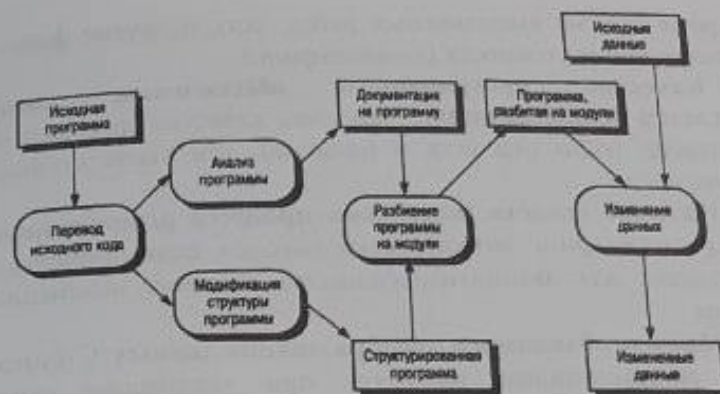 Исходные
данные
Исходная
программа
Документация
на программу
Программа,
разбитая на модули
Анализ
программы
Перевод
исходного кода
Разбиение
программы
на модули
Изменение
данных
Модификация
структуры
программы
Структурированная
программа
Измененные
данные